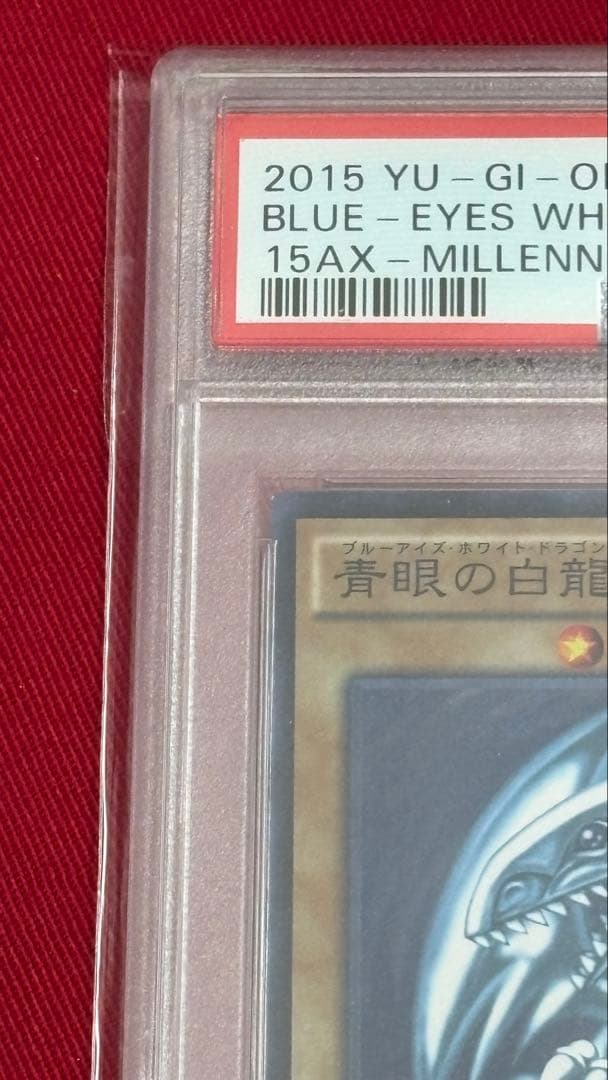 2015 YU-GI-O
BLUE-EYES WH
15AX-MILLENN
ブルーアイズ・ホワイト・ドラゴン
青眼の白龍